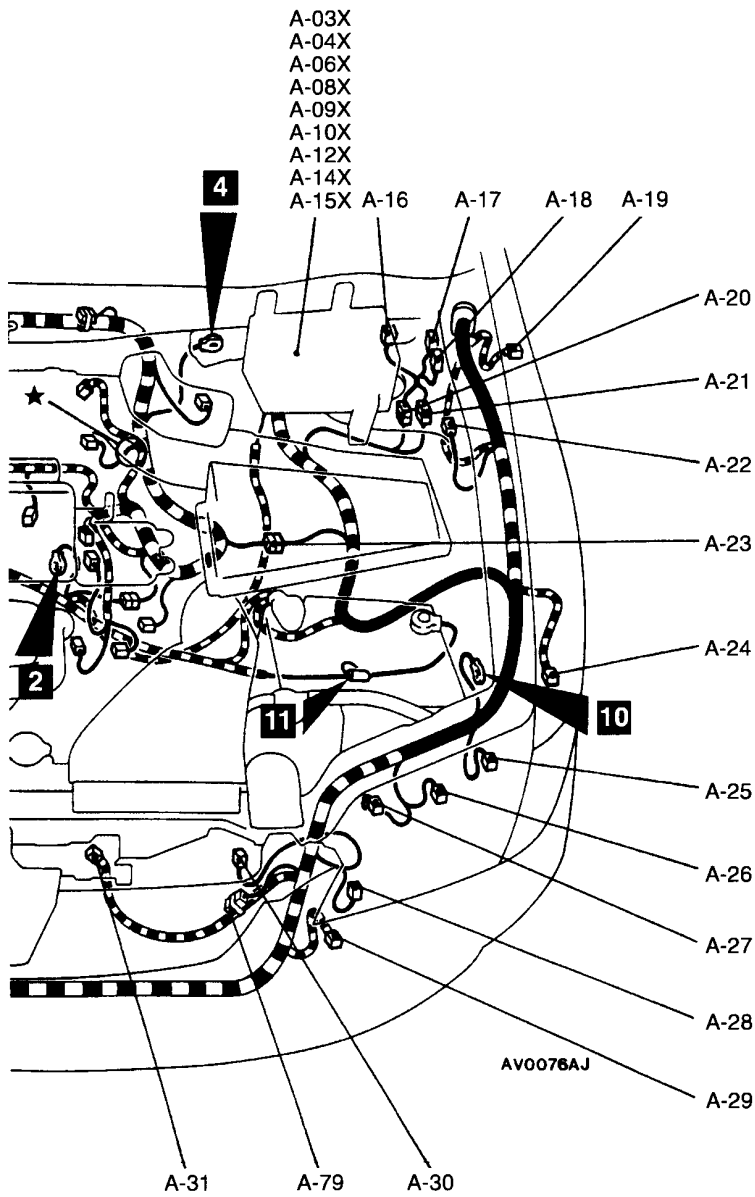 A-03X
A-04X
A-06X
A-08X
A-09X
A-10X
A-12X
A-14X
A-15X
A-16
A-17
A-18
A-19
4
A-20
A-21
★
A-22
A-23
2
A-24
11
10
A-25
A-26
A-27
A-28
AV0076AJ
A-29
A-31
A-79
A-30